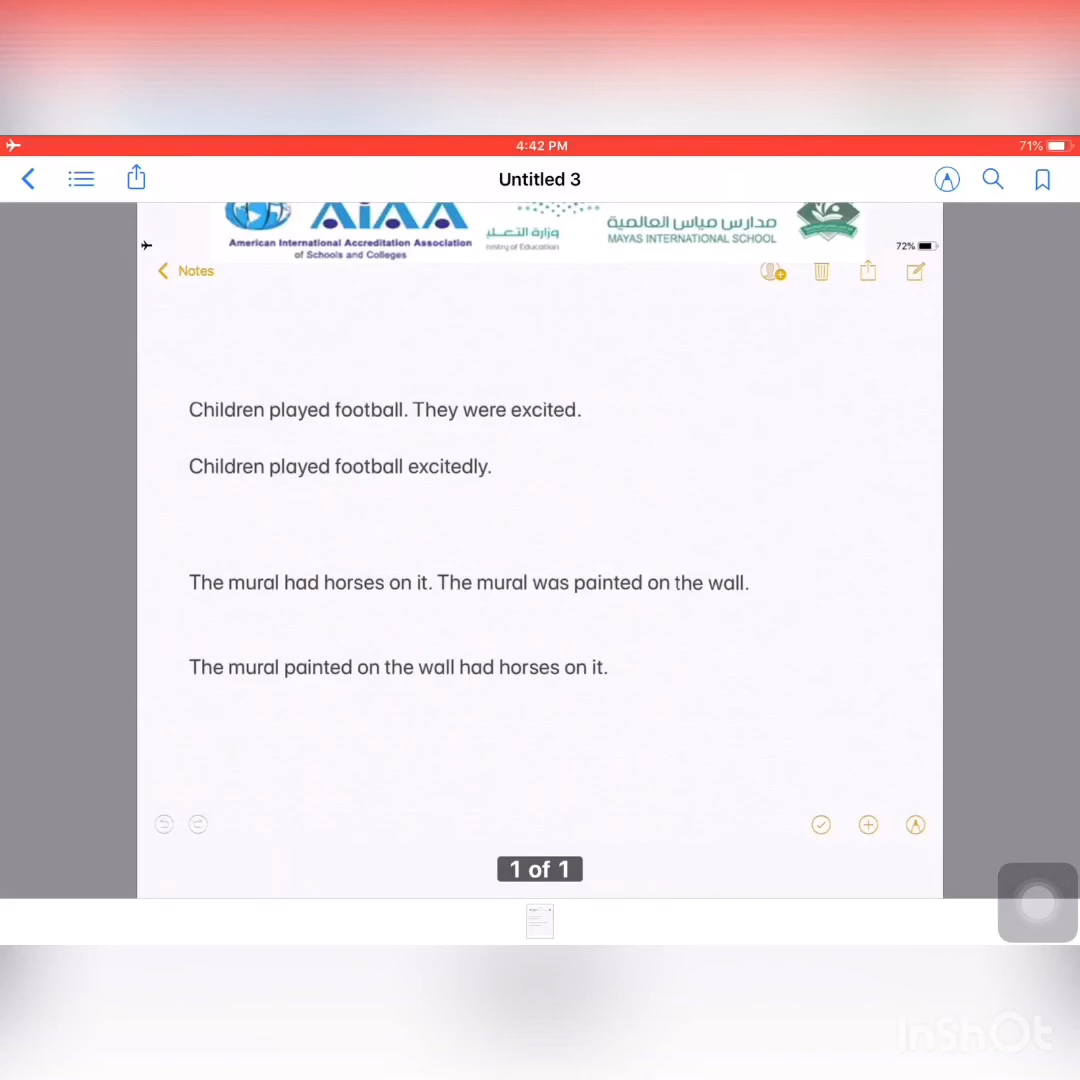 4:42 PM
71%
Untitled 3
AiAA
American International Accreditation Association
of Schools and Colleges
وزارة التعليم
nistry of Education
مدارس مياس العالمية
MAYAS INTERNATIONAL SCHOOL
72%
Notes
Children played football. They were excited.
Children played football excitedly.
The mural had horses on it. The mural was painted on the wall.
The mural painted on the wall had horses on it.
1 of 1
InShOt